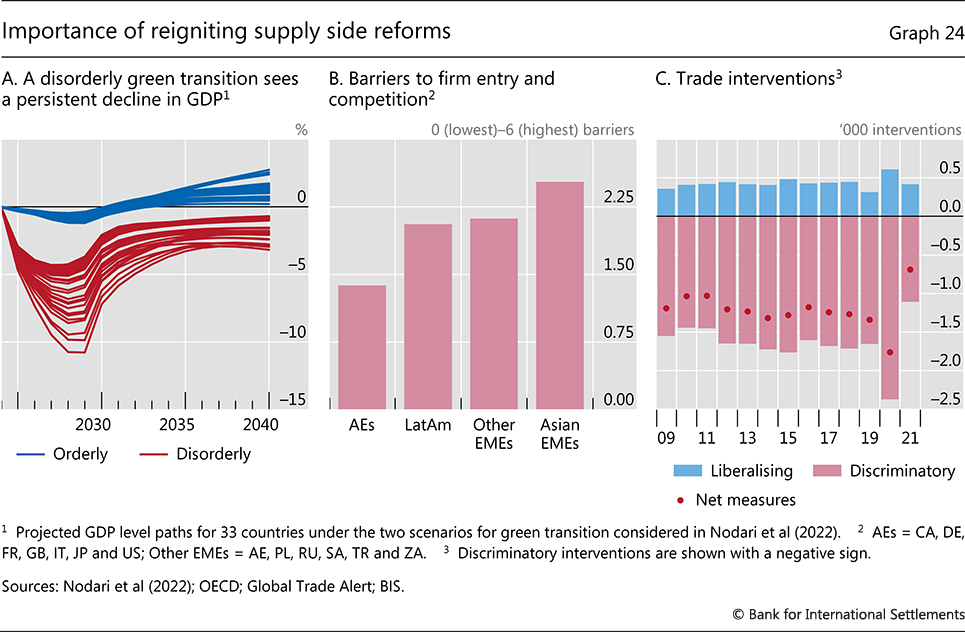 Importance of reigniting supply side reforms
Graph 24
A. A disorderly green transition sees
a persistent decline in GDP1
%
0
–5
–10
–15
2030 2035 2040
Orderly Disorderly
B. Barriers to firm entry and
competition2
0 (lowest)–6 (highest) barriers
2.25
1.50
0.75
0.00
AEs LatAm Other Asian
EMEs EMEs
C. Trade interventions3
’000 interventions
0.5
0.0
–0.5
–1.0
–1.5
–2.0
–2.5
09 11 13 15 17 19 21
Liberalising Discriminatory
Net measures
1 Projected GDP level paths for 33 countries under the two scenarios for green transition considered in Nodari et al (2022). 2 AEs = CA, DE,
FR, GB, IT, JP and US; Other EMEs = AE, PL, RU, SA, TR and ZA. 3 Discriminatory interventions are shown with a negative sign.
Sources: Nodari et al (2022); OECD; Global Trade Alert; BIS.
© Bank for International Settlements